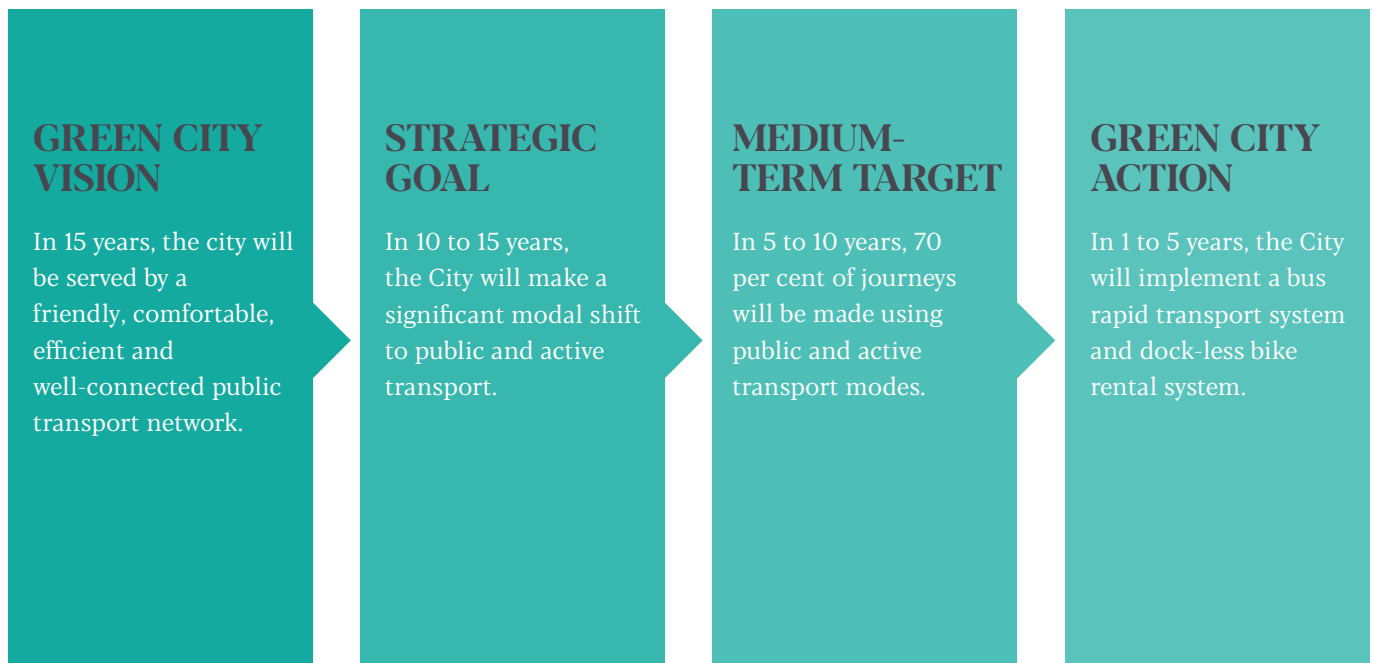 GREEN CITY
VISION
In 15 years, the city will
be served by a
friendly, comfortable,
efficient and
well-connected public
transport network.
STRATEGIC
GOAL
In 10 to 15 years,
the City will make a
significant modal shift
to public and active
transport.
MEDIUM-
TERM TARGET
In 5 to 10 years, 70
per cent of journeys
will be made using
public and active
transport modes.
GREEN CITY
ACTION
In 1 to 5 years, the City
will implement a bus
rapid transport system
and dock-less bike
rental system.